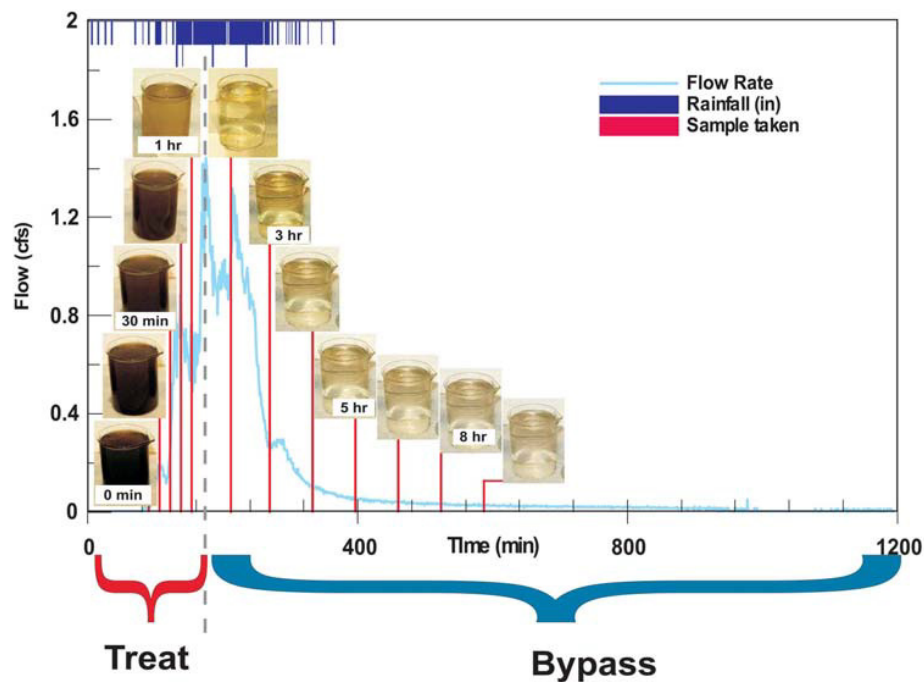 2
1.6
1.2
0.8
0.4
0
Flow (cfs)
Flow Rate
Rainfall (in)
Sample taken
1 hr
3 hr
30 min
5 hr
8 hr
0 min
0
400
TIme (min)
800
1200
Treat
Bypass